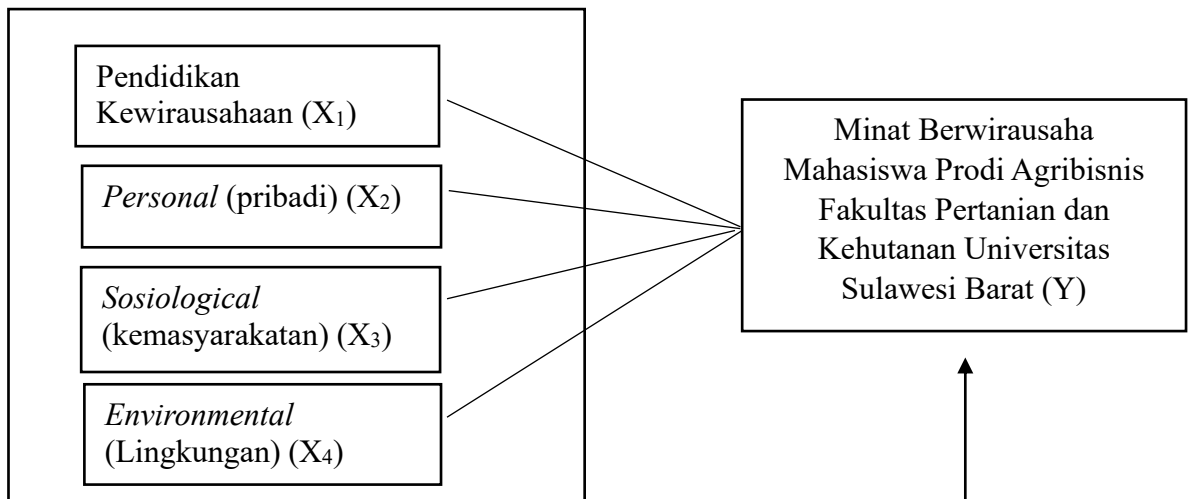 Pendidikan
Kewirausahaan (X₁)
Personal (pribadi) (X₂)
Sosiological
(kemasyarakatan) (X₃)
Environmental
(Lingkungan) (X₄)
Minat Berwirausaha
Mahasiswa Prodi Agribisnis
Fakultas Pertanian dan
Kehutanan Universitas
Sulawesi Barat (Y)